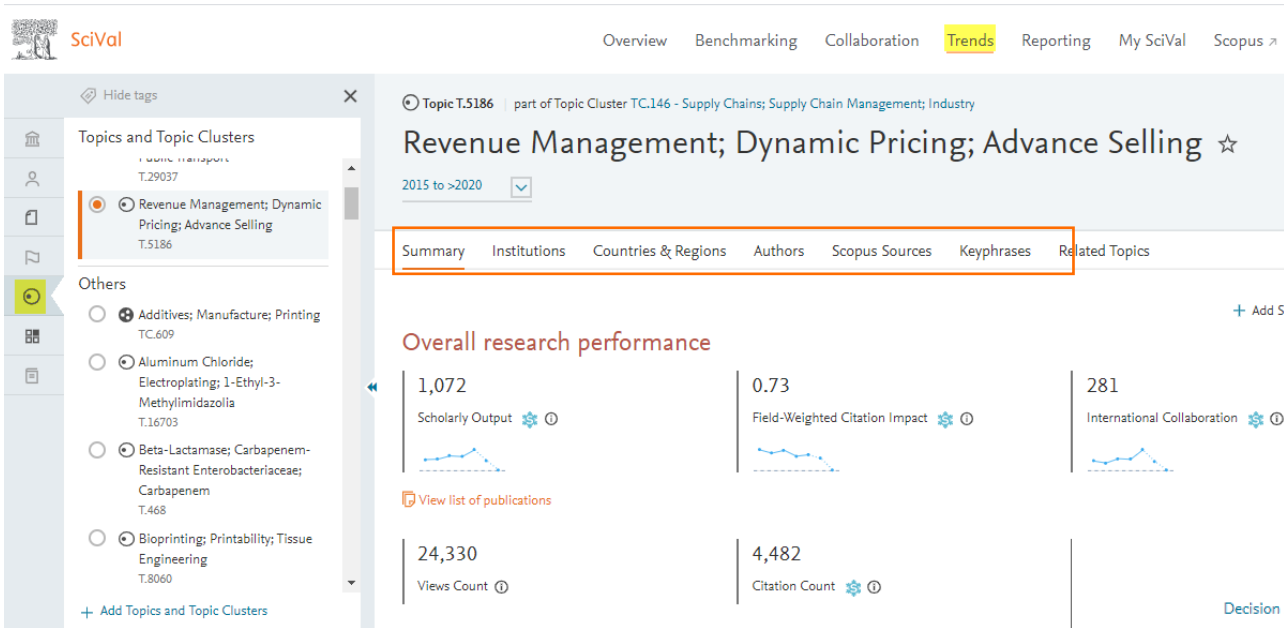 SciVal
Overview Benchmarking Collaboration Trends Reporting My SciVal Scopus ↗
Hide tags
Topics and Topic Clusters
Public Transport
T.29037
Revenue Management; Dynamic
Pricing; Advance Selling
T.5186
Others
Additives; Manufacture; Printing
TC.609
Aluminum Chloride;
Electroplating; 1-Ethyl-3-
Methylimidazolia
T.16703
Beta-Lactamase; Carbapenem-
Resistant Enterobacteriaceae;
Carbapenem
T.468
Bioprinting; Printability; Tissue
Engineering
T.8060
+ Add Topics and Topic Clusters
Topic T.5186 | part of Topic Cluster TC.146 - Supply Chains; Supply Chain Management; Industry
Revenue Management; Dynamic Pricing; Advance Selling
2015 to >2020
Summary Institutions Countries & Regions Authors Scopus Sources Keyphrases Related Topics
+ Add S
Overall research performance
1,072 0.73 281
Scholarly Output Field-Weighted Citation Impact International Collaboration
View list of publications
24,330 4,482
Views Count Citation Count
Decision